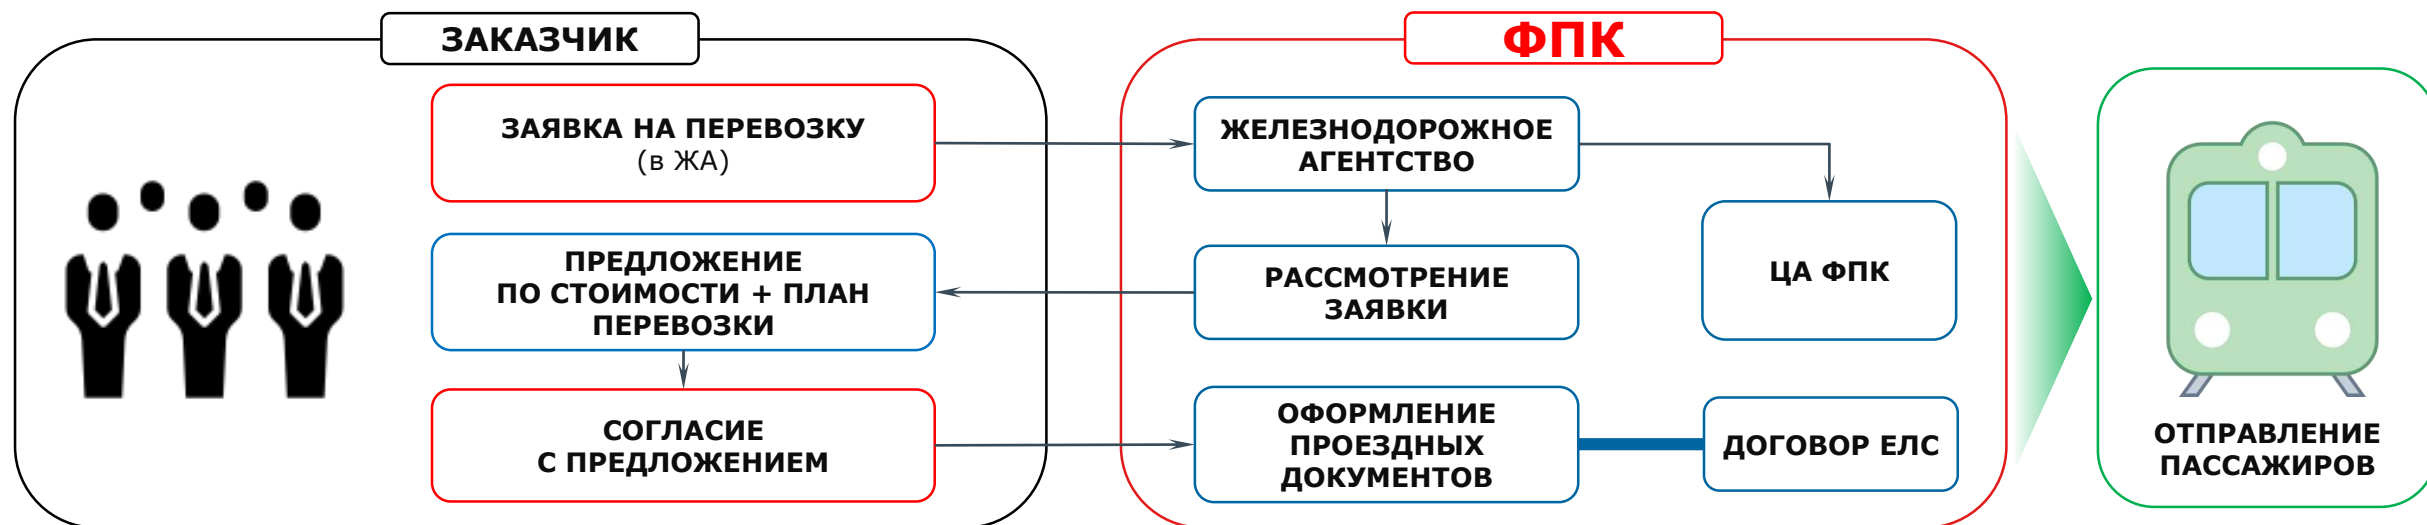 ЗАКАЗЧИК
ЗАЯВКА НА ПЕРЕВОЗКУ
(в ЖА)
ПРЕДЛОЖЕНИЕ
ПО СТОИМОСТИ + ПЛАН
ПЕРЕВОЗКИ
СОГЛАСИЕ
С ПРЕДЛОЖЕНИЕМ
ФПК
ЖЕЛЕЗНОДОРОЖНОЕ
АГЕНТСТВО
РАССМОТРЕНИЕ
ЗАЯВКИ
ЦА ФПК
ОФОРМЛЕНИЕ
ПРОЕЗДНЫХ
ДОКУМЕНТОВ
ДОГОВОР ЕЛС
ОТПРАВЛЕНИЕ
ПАССАЖИРОВ